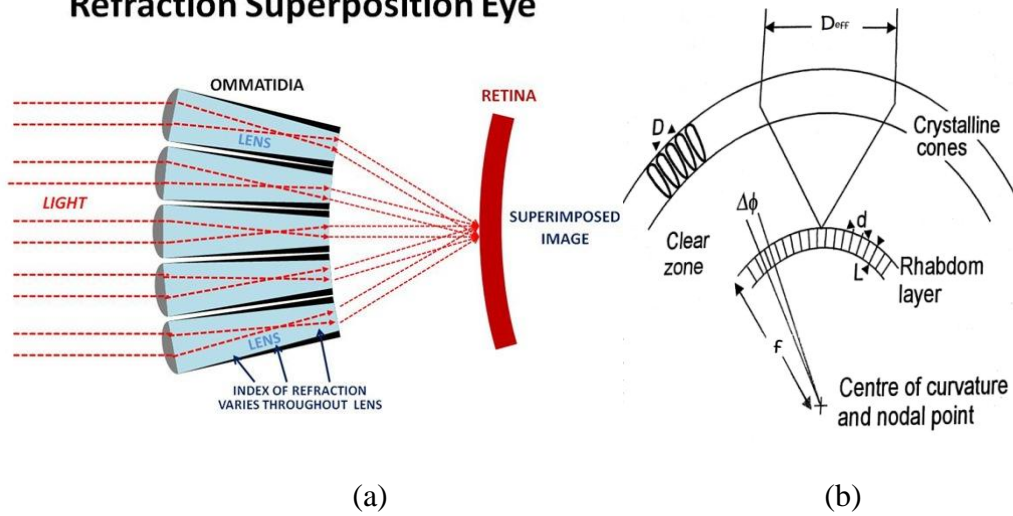 Refraction Superposition Eye
OMMATIDIA
LENS
LIGHT
LENS
INDEX OF REFRACTION
VARIES THROUGHOUT LENS
RETINA
SUPERIMPOSED
IMAGE
(a)
Deff
D
Crystalline
cones
Δϕ
d
Clear
zone
L
Rhabdom
layer
f
Centre of curvature
and nodal point
(b)